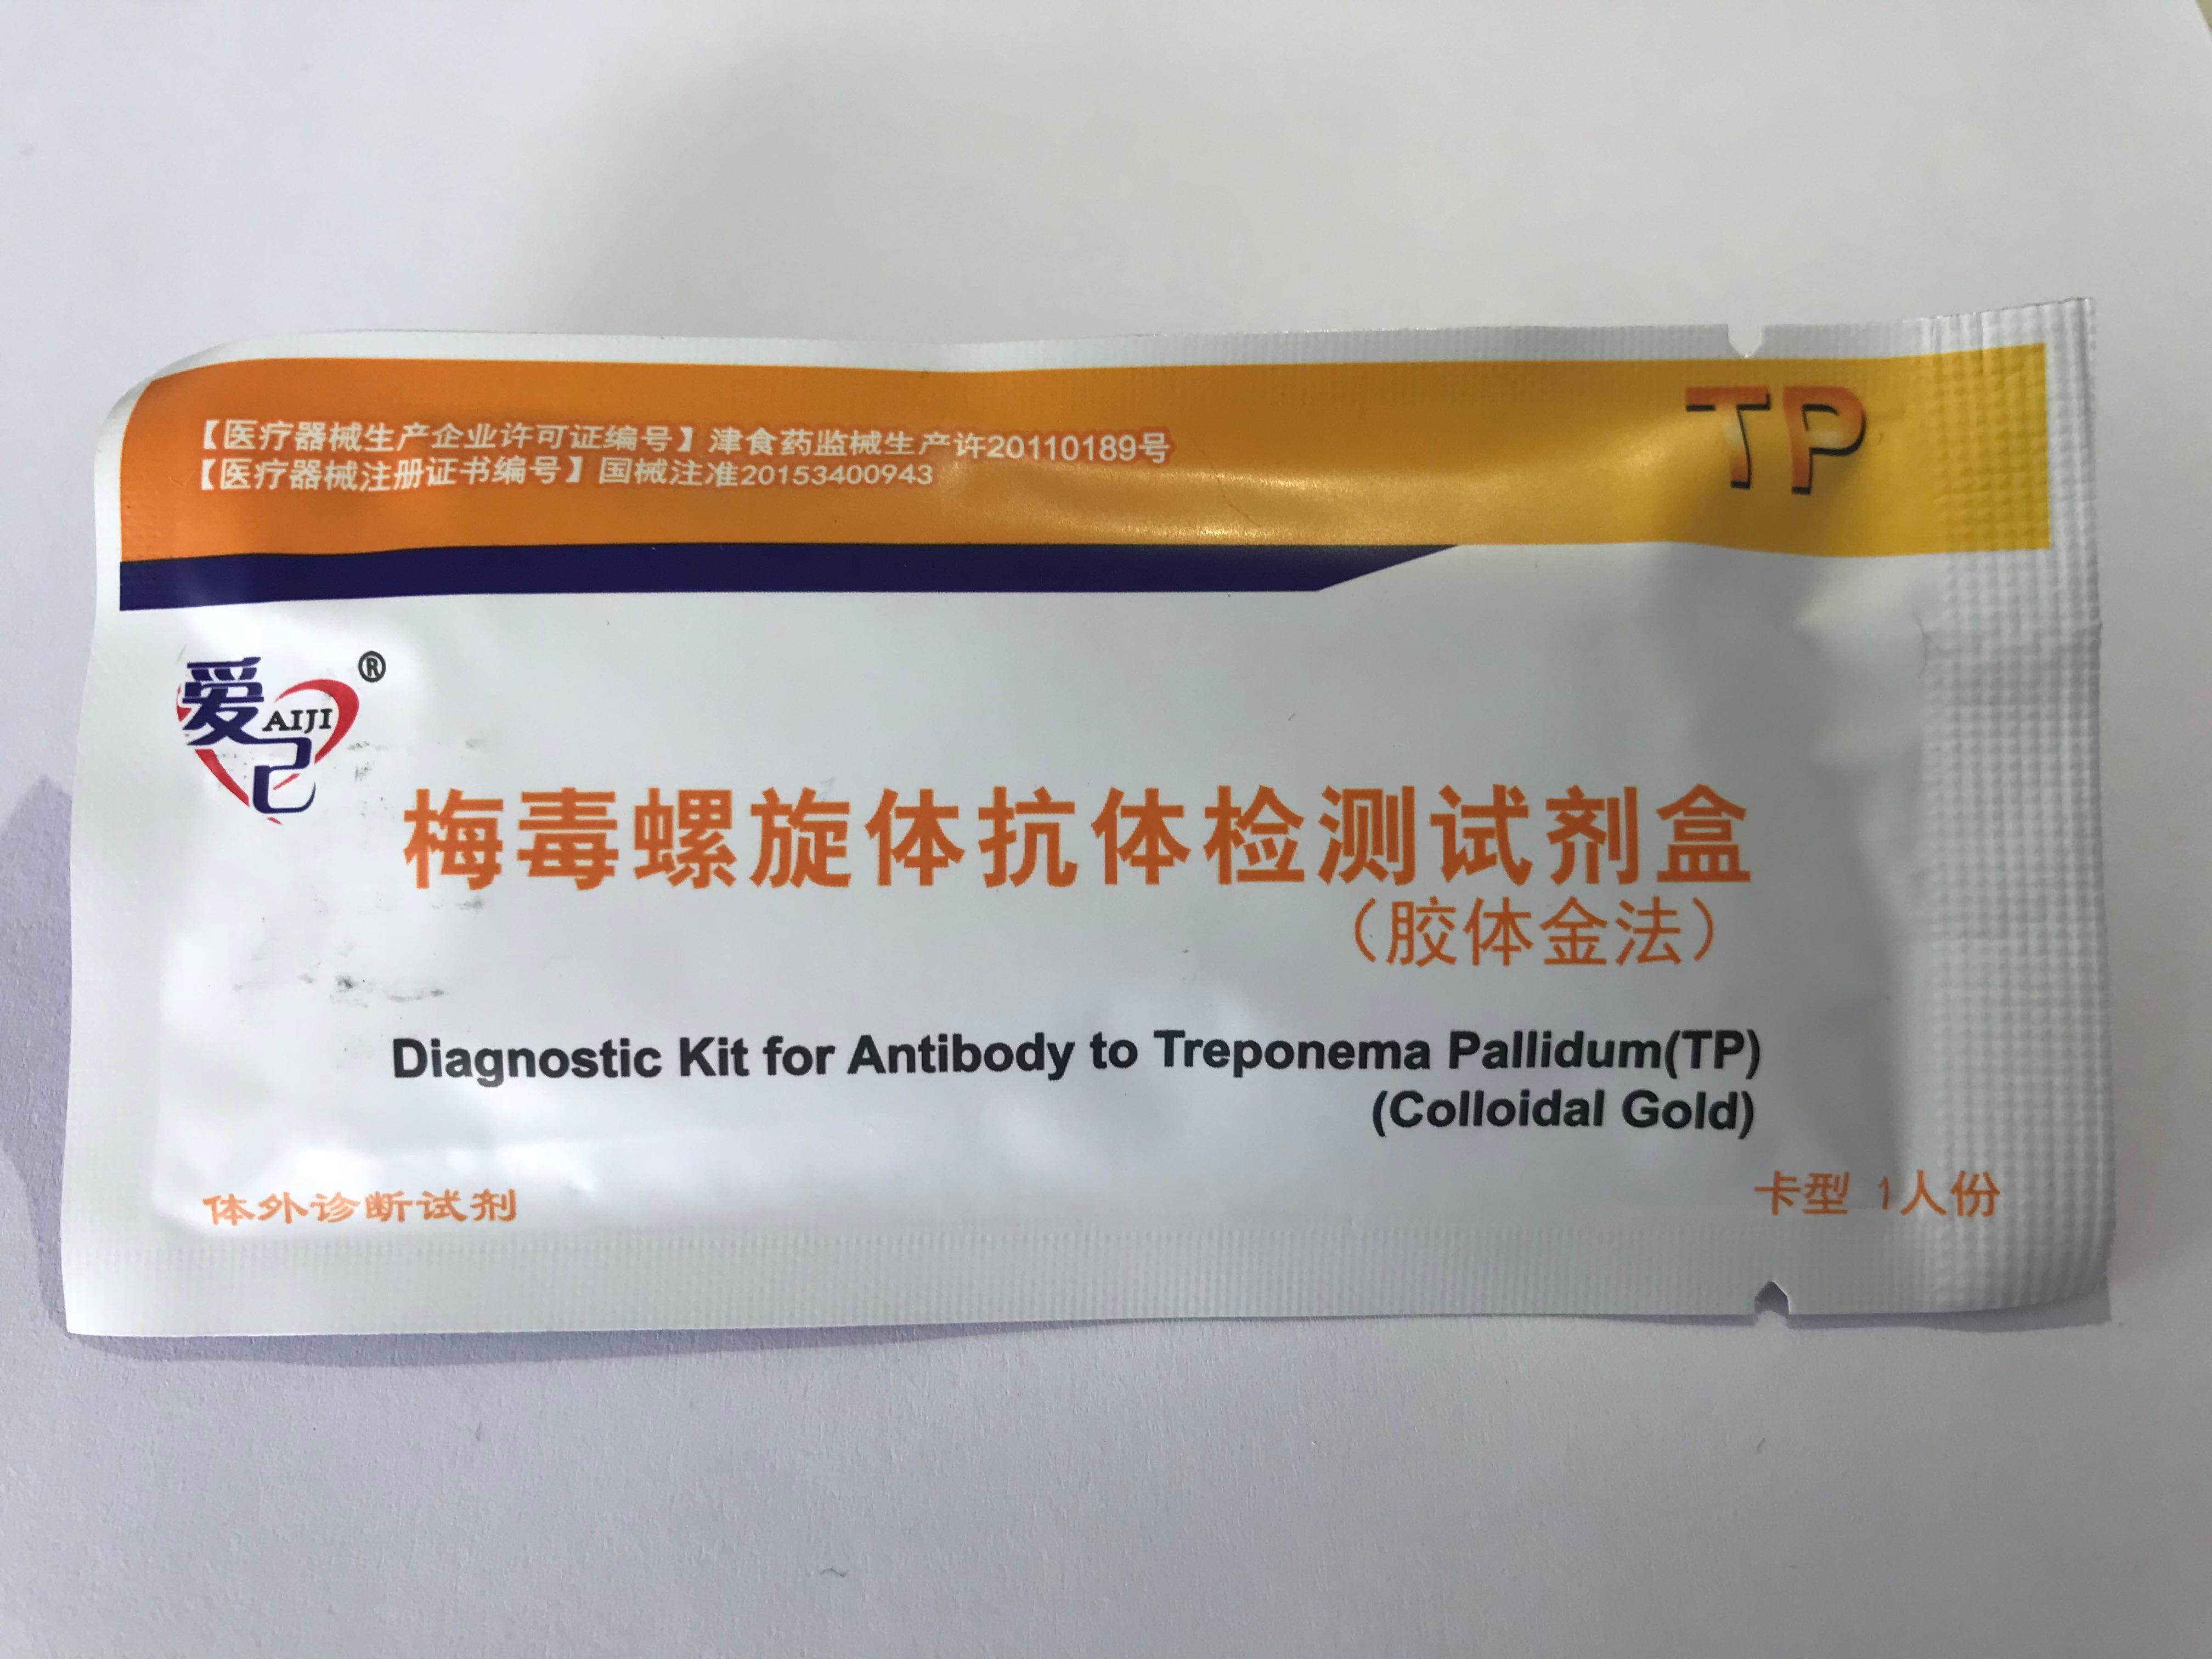 【医疗器械生产企业许可证编号】津食药监械生产许20110189号
【医疗器械注册证书编号】国械注准20153400943
TP
爱己
AIJI
®
梅毒螺旋体抗体检测试剂盒
（胶体金法）
Diagnostic Kit for Antibody to Treponema Pallidum(TP)
(Colloidal Gold)
体外诊断试剂
卡型 1人份